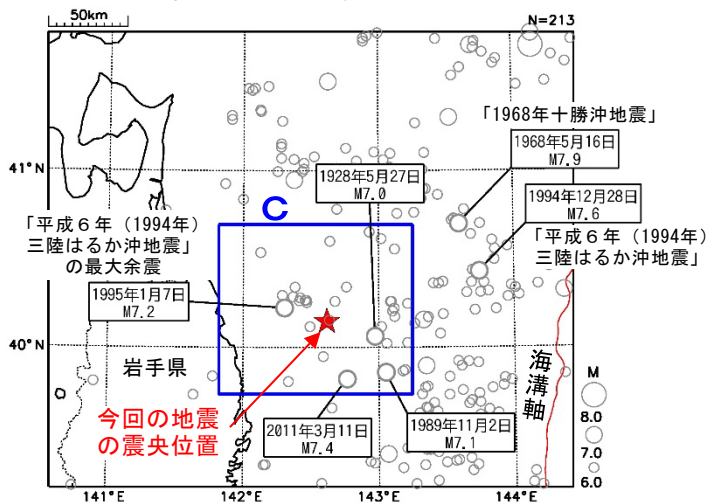 50km
N=213
「1968年十勝沖地震」
1968年5月16日
M7.9
41°N
1928年5月27日
M7.0
1994年12月28日
M7.6
C
「平成６年（1994年）
三陸はるか沖地震」
の最大余震
「平成６年（1994年）
三陸はるか沖地震」
1995年1月7日
M7.2
40°N
岩手県
海溝軸
今回の地震
の震央位置
2011年3月11日
M7.4
1989年11月2日
M7.1
M
8.0
7.0
6.0
141°E
142°E
143°E
144°E